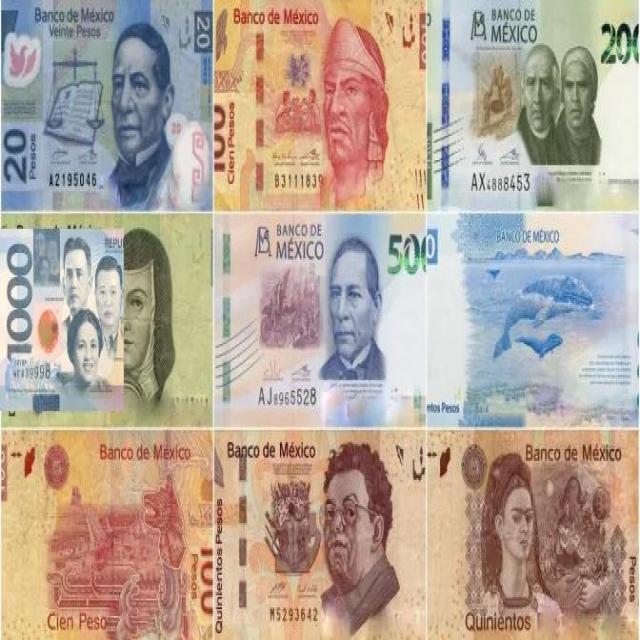 Banco de México
Veinte Pesos
20
20
Pesos
A2195046
Banco de México
100
Cien Pesos
B3111839
BANCO DE
MÉXICO
200
AX4888453
1000
REPU
BANCO DE
MÉXICO
500
AJ8965528
BANCO DE MÉXICO
ntos Pesos
Banco de México
100
Pesos
Cien Peso
Banco de México
Quinientos Pesos
M5293642
Banco de México
Pesos
Quinientos